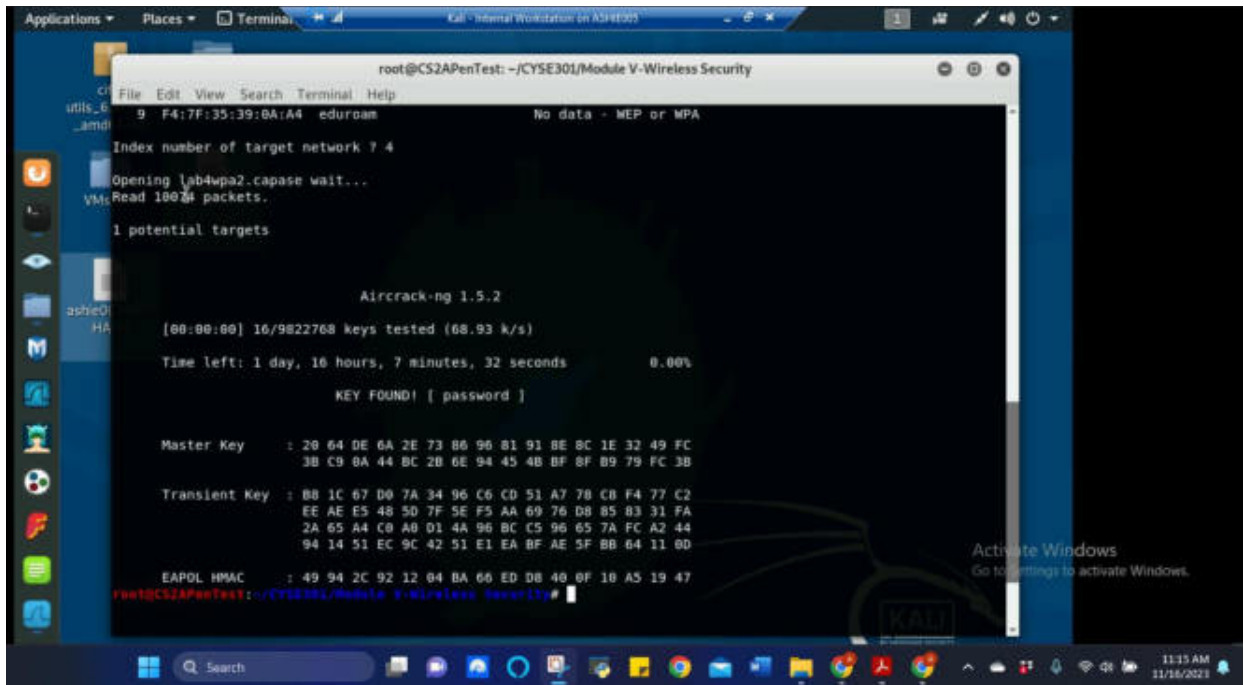 Applications Places Terminal
Kali - Internal Workstation on
1
root@CS2APenTest: ~/CYSE301/Module V-Wireless Security
File Edit View Search Terminal Help
9 F4:7F:35:39:0A:A4 eduroam No data - WEP or WPA
Index number of target network ? 4
Opening lab4wpa2.capase wait...
Read 10074 packets.
1 potential targets
Aircrack-ng 1.5.2
[00:00:00] 16/9822768 keys tested (68.93 k/s)
Time left: 1 day, 16 hours, 7 minutes, 32 seconds 0.00%
KEY FOUND! [ password ]
Master Key : 20 64 DE 6A 2E 73 86 96 81 91 8E 8C 1E 32 49 FC
3B C9 0A 44 BC 2B 6E 94 45 4B BF 8F B9 79 FC 3B
Transient Key : B8 1C 67 D0 7A 34 96 C6 CD 51 A7 78 C8 F4 77 C2
EE AE E5 48 5D 7F 5E F5 AA 69 76 D8 85 83 31 FA
2A 65 A4 C0 A0 D1 4A 96 BC C5 96 65 7A FC A2 44
94 14 51 EC 9C 42 51 E1 EA BF AE 5F BB 64 11 0D
EAPOL HMAC : 49 94 2C 92 12 04 BA 66 ED D8 40 0F 10 A5 19 47
root@CS2APenTest:~/CYSE301/Module V-Wireless Security#
VMs
Activate Windows
Go to Settings to activate Windows.
KALI
Search
11:15 AM
11/16/2023